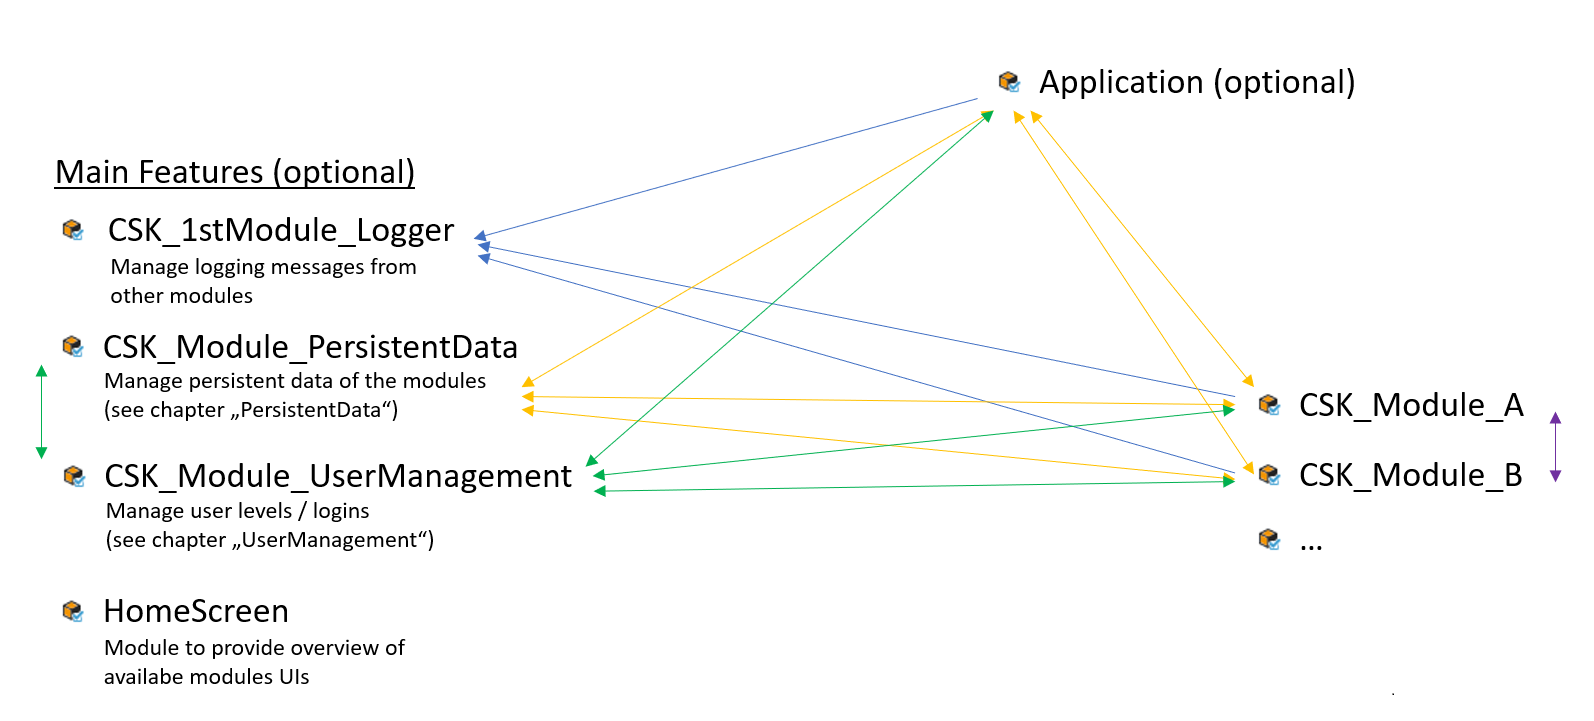 Application (optional)
Main Features (optional)
CSK_1stModule_Logger
Manage logging messages from
other modules
CSK_Module_PersistentData
Manage persistent data of the modules
(see chapter „PersistentData“)
CSK_Module_UserManagement
Manage user levels / logins
(see chapter „UserManagement“)
HomeScreen
Module to provide overview of
availabe modules UIs
CSK_Module_A
CSK_Module_B
...
.